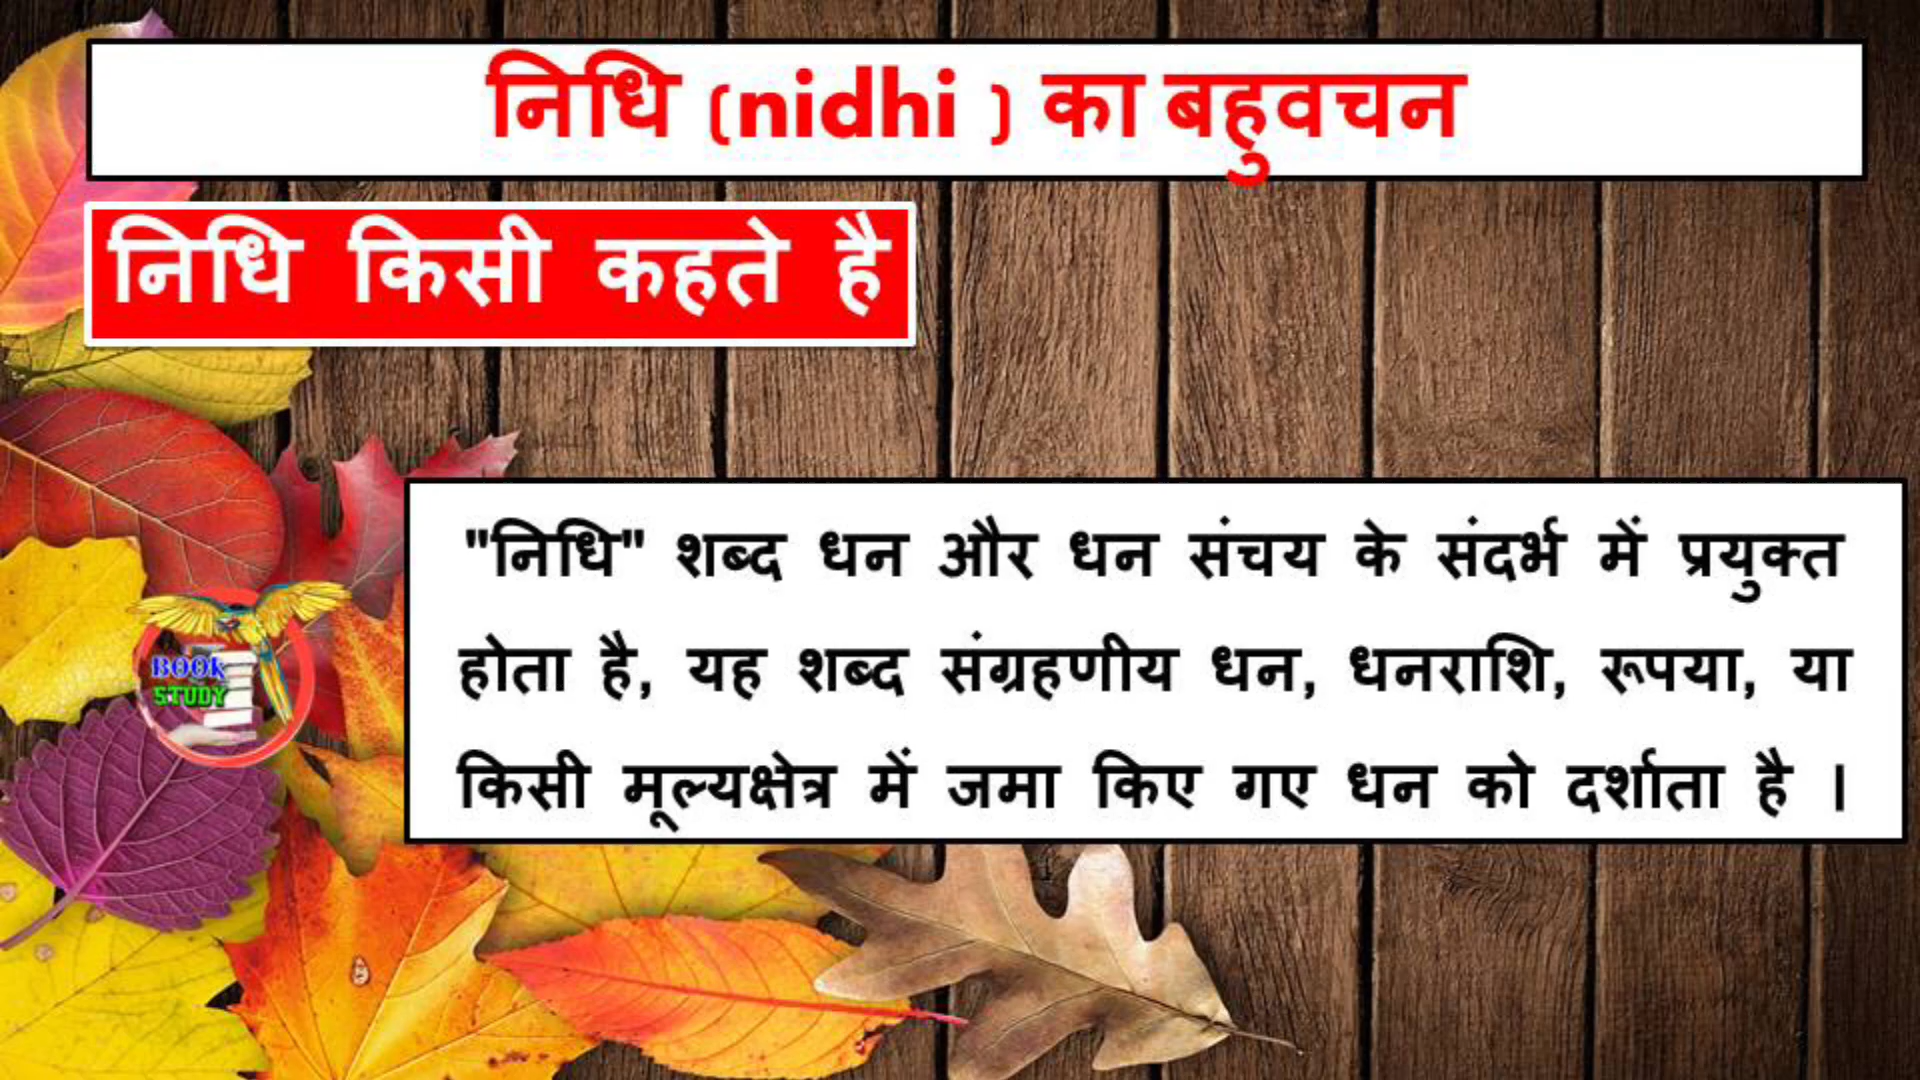 निधि (nidhi ) का बहुवचन
निधि किसी कहते है
"निधि" शब्द धन और धन संचय के संदर्भ में प्रयुक्त
होता है, यह शब्द संग्रहणीय धन, धनराशि, रूपया, या
किसी मूल्यक्षेत्र में जमा किए गए धन को दर्शाता है ।
BOOK
STUDY